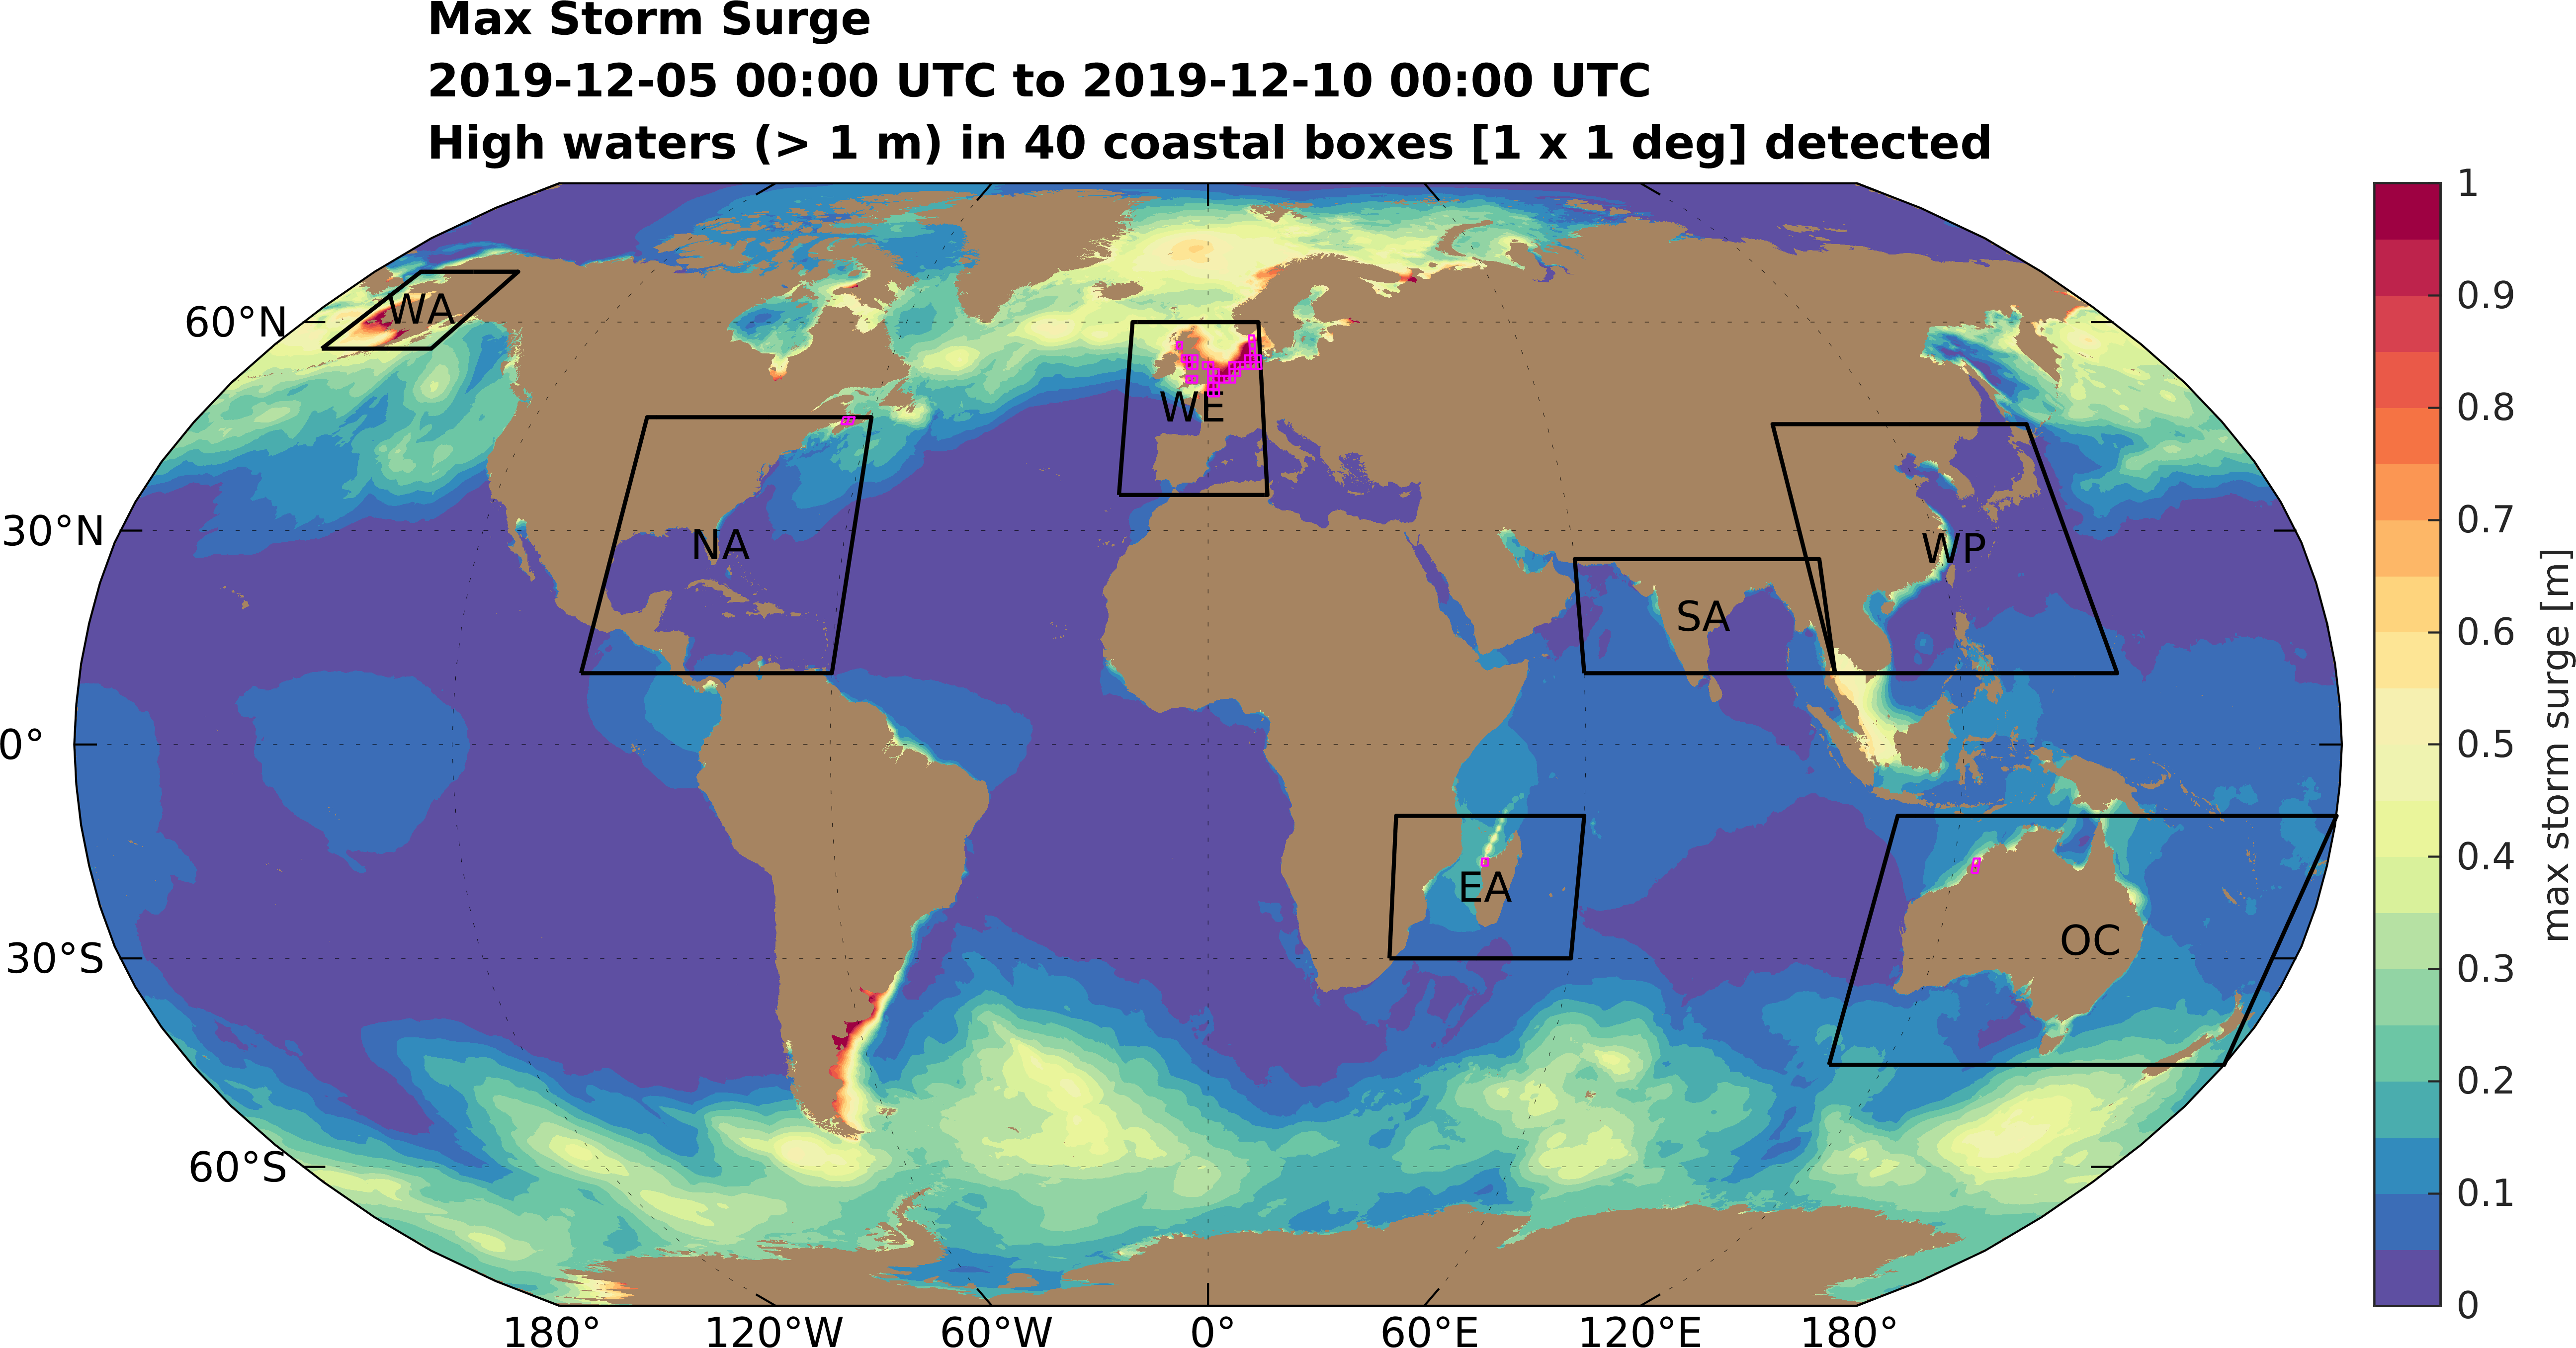 Max Storm Surge
2019-12-05 00:00 UTC to 2019-12-10 00:00 UTC
High waters (> 1 m) in 40 coastal boxes [1 x 1 deg] detected
60°N
30°N
0°
30°S
60°S
WA
WE
NA
WP
SA
EA
OC
180°
120°W
60°W
0°
60°E
120°E
180°
1
0.9
0.8
0.7
0.6
0.5
0.4
0.3
0.2
0.1
0
max storm surge [m]